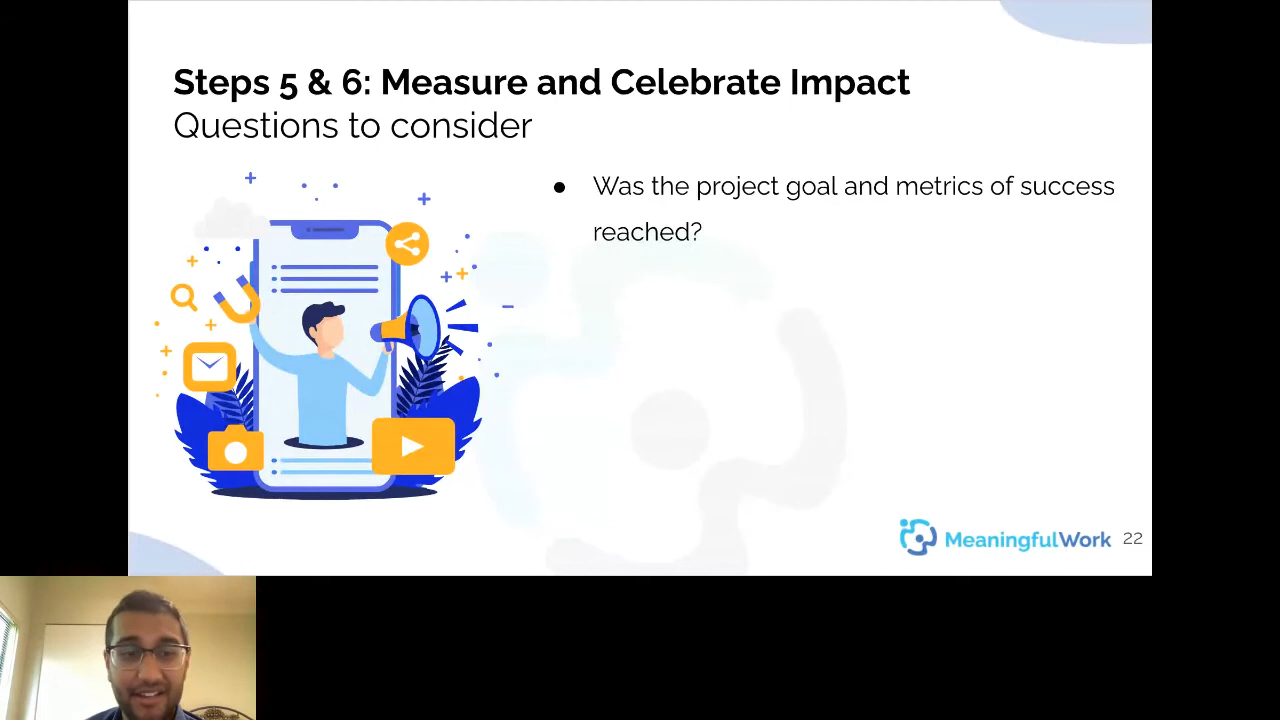 Steps 5 & 6: Measure and Celebrate Impact
Questions to consider
● Was the project goal and metrics of success
reached?
MeaningfulWork 22